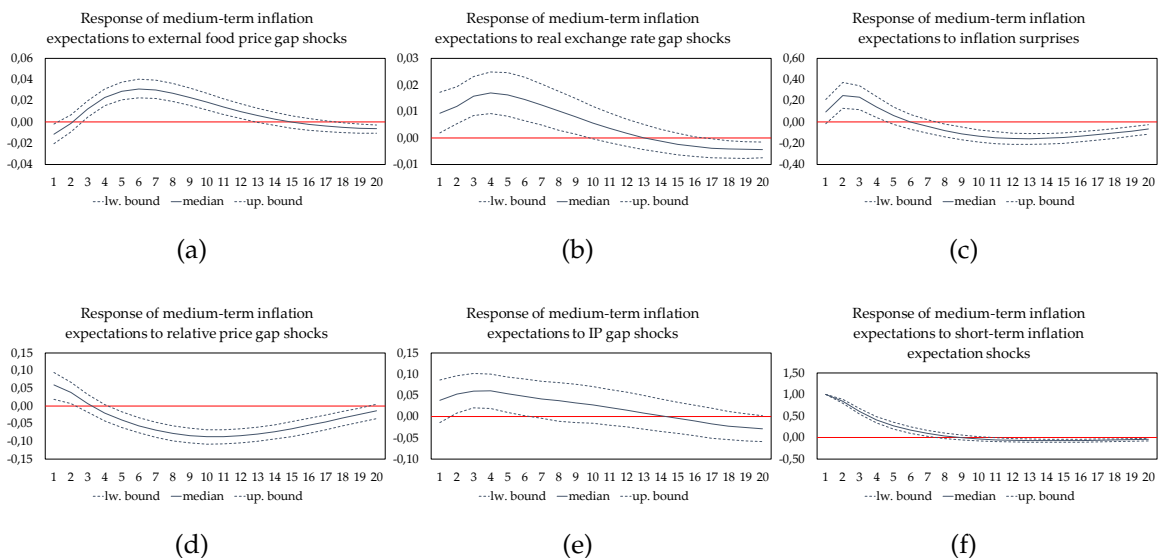 Response of medium-term inflation
expectations to external food price gap shocks
0,06
0,04
0,02
0,00
-0,02
-0,04
1 2 3 4 5 6 7 8 9 10 11 12 13 14 15 16 17 18 19 20
lw. bound median up. bound
(a)
Response of medium-term inflation
expectations to real exchange rate gap shocks
0,03
0,02
0,01
0,00
-0,01
1 2 3 4 5 6 7 8 9 10 11 12 13 14 15 16 17 18 19 20
lw. bound median up. bound
(b)
Response of medium-term inflation
expectations to inflation surprises
0,60
0,40
0,20
0,00
-0,20
-0,40
1 2 3 4 5 6 7 8 9 10 11 12 13 14 15 16 17 18 19 20
lw. bound median up. bound
(c)
Response of medium-term inflation
expectations to relative price gap shocks
0,15
0,10
0,05
0,00
-0,05
-0,10
-0,15
1 2 3 4 5 6 7 8 9 10 11 12 13 14 15 16 17 18 19 20
lw. bound median up. bound
(d)
Response of medium-term inflation
expectations to IP gap shocks
0,15
0,10
0,05
0,00
-0,05
-0,10
1 2 3 4 5 6 7 8 9 10 11 12 13 14 15 16 17 18 19 20
lw. bound median up. bound
(e)
Response of medium-term inflation
expectations to short-term inflation
expectation shocks
1,50
1,00
0,50
0,00
-0,50
1 2 3 4 5 6 7 8 9 10 11 12 13 14 15 16 17 18 19 20
lw. bound median up. bound
(f)